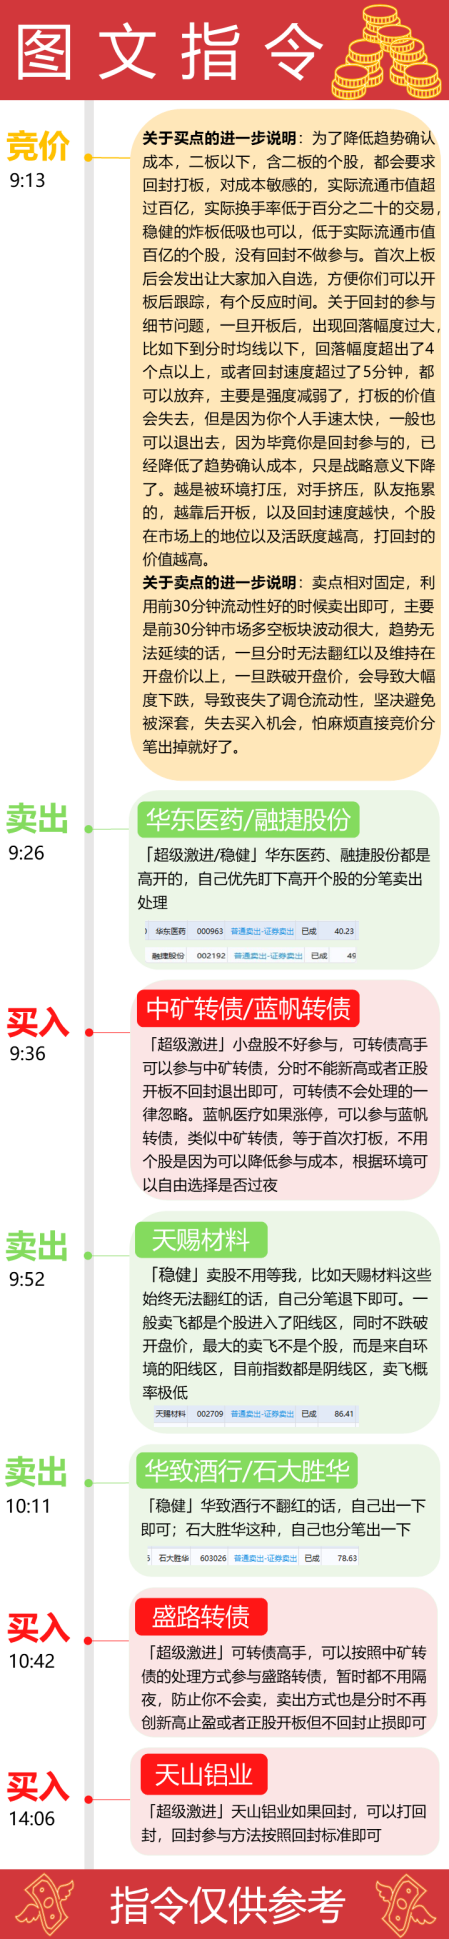 图文指令
竞价
9:13
关于买点的进一步说明：为了降低趋势确认
成本，二板以下，含二板的个股，都会要求
回封打板，对成本敏感的，实际流通市值超
过百亿，实际换手率低于百分之二十的交易，
稳健的炸板低吸也可以，低于实际流通市值
百亿的个股，没有回封不做参与。首次上板
后会发出让大家加入自选，方便你们可以开
板后跟踪，有个反应时间。关于回封的参与
细节问题，一旦开板后，出现回落幅度过大，
比如下到分时均线以下，回落幅度超出了4
个点以上，或者回封速度超过了5分钟，都
可以放弃，主要是强度减弱了，打板的价值
会失去，但是因为你个人手速太快，一般也
可以退出去，因为毕竟你是回封参与的，已
经降低了趋势确认成本，只是战略意义下降
了。越是被环境打压，对手挤压，队友拖累
的，越靠后开板，以及回封速度越快，个股
在市场上的地位以及活跃度越高，打回封的
价值越高。
关于卖点的进一步说明：卖点相对固定，利
用前30分钟流动性好的时候卖出即可，主要
是前30分钟市场多空板块波动很大，趋势无
法延续的话，一旦分时无法翻红以及维持在
开盘价以上，一旦跌破开盘价，会导致大幅
度下跌，导致丧失了调仓流动性，坚决避免
被深套，失去买入机会，怕麻烦直接竞价分
笔出掉就好了。
卖出
9:26
华东医药/融捷股份
「超级激进/稳健」华东医药、融捷股份都是
高开的，自己优先盯下高开个股的分笔卖出
处理
华东医药 000963 普通卖出-证券卖出 已成 40.23
融捷股份 002192 普通卖出-证券卖出 已成 49
买入
9:36
中矿转债/蓝帆转债
「超级激进」小盘股不好参与，可转债高手
可以参与中矿转债，分时不能新高或者正股
开板不回封退出即可，可转债不会处理的一
律忽略。蓝帆医疗如果涨停，可以参与蓝帆
转债，类似中矿转债，等于首次打板，不用
个股是因为可以降低参与成本，根据环境可
以自由选择是否过夜
卖出
9:52
天赐材料
「稳健」卖股不用等我，比如天赐材料这些
始终无法翻红的话，自己分笔退下即可。一
般卖飞都是个股进入了阳线区，同时不跌破
开盘价，最大的卖飞不是个股，而是来自环
境的阳线区，目前指数都是阴线区，卖飞概
率极低
天赐材料 002709 普通卖出-证券卖出 已成 86.41
卖出
10:11
华致酒行/石大胜华
「稳健」华致酒行不翻红的话，自己出一下
即可；石大胜华这种，自己也分笔出一下
石大胜华 603026 普通卖出-证券卖出 已成 78.63
买入
10:42
盛路转债
「超级激进」可转债高手，可以按照中矿转
债的处理方式参与盛路转债，暂时都不用隔
夜，防止你不会卖，卖出方式也是分时不再
创新高止盈或者正股开板但不回封止损即可
买入
14:06
天山铝业
「超级激进」天山铝业如果回封，可以打回
封，回封参与方法按照回封标准即可
指令仅供参考